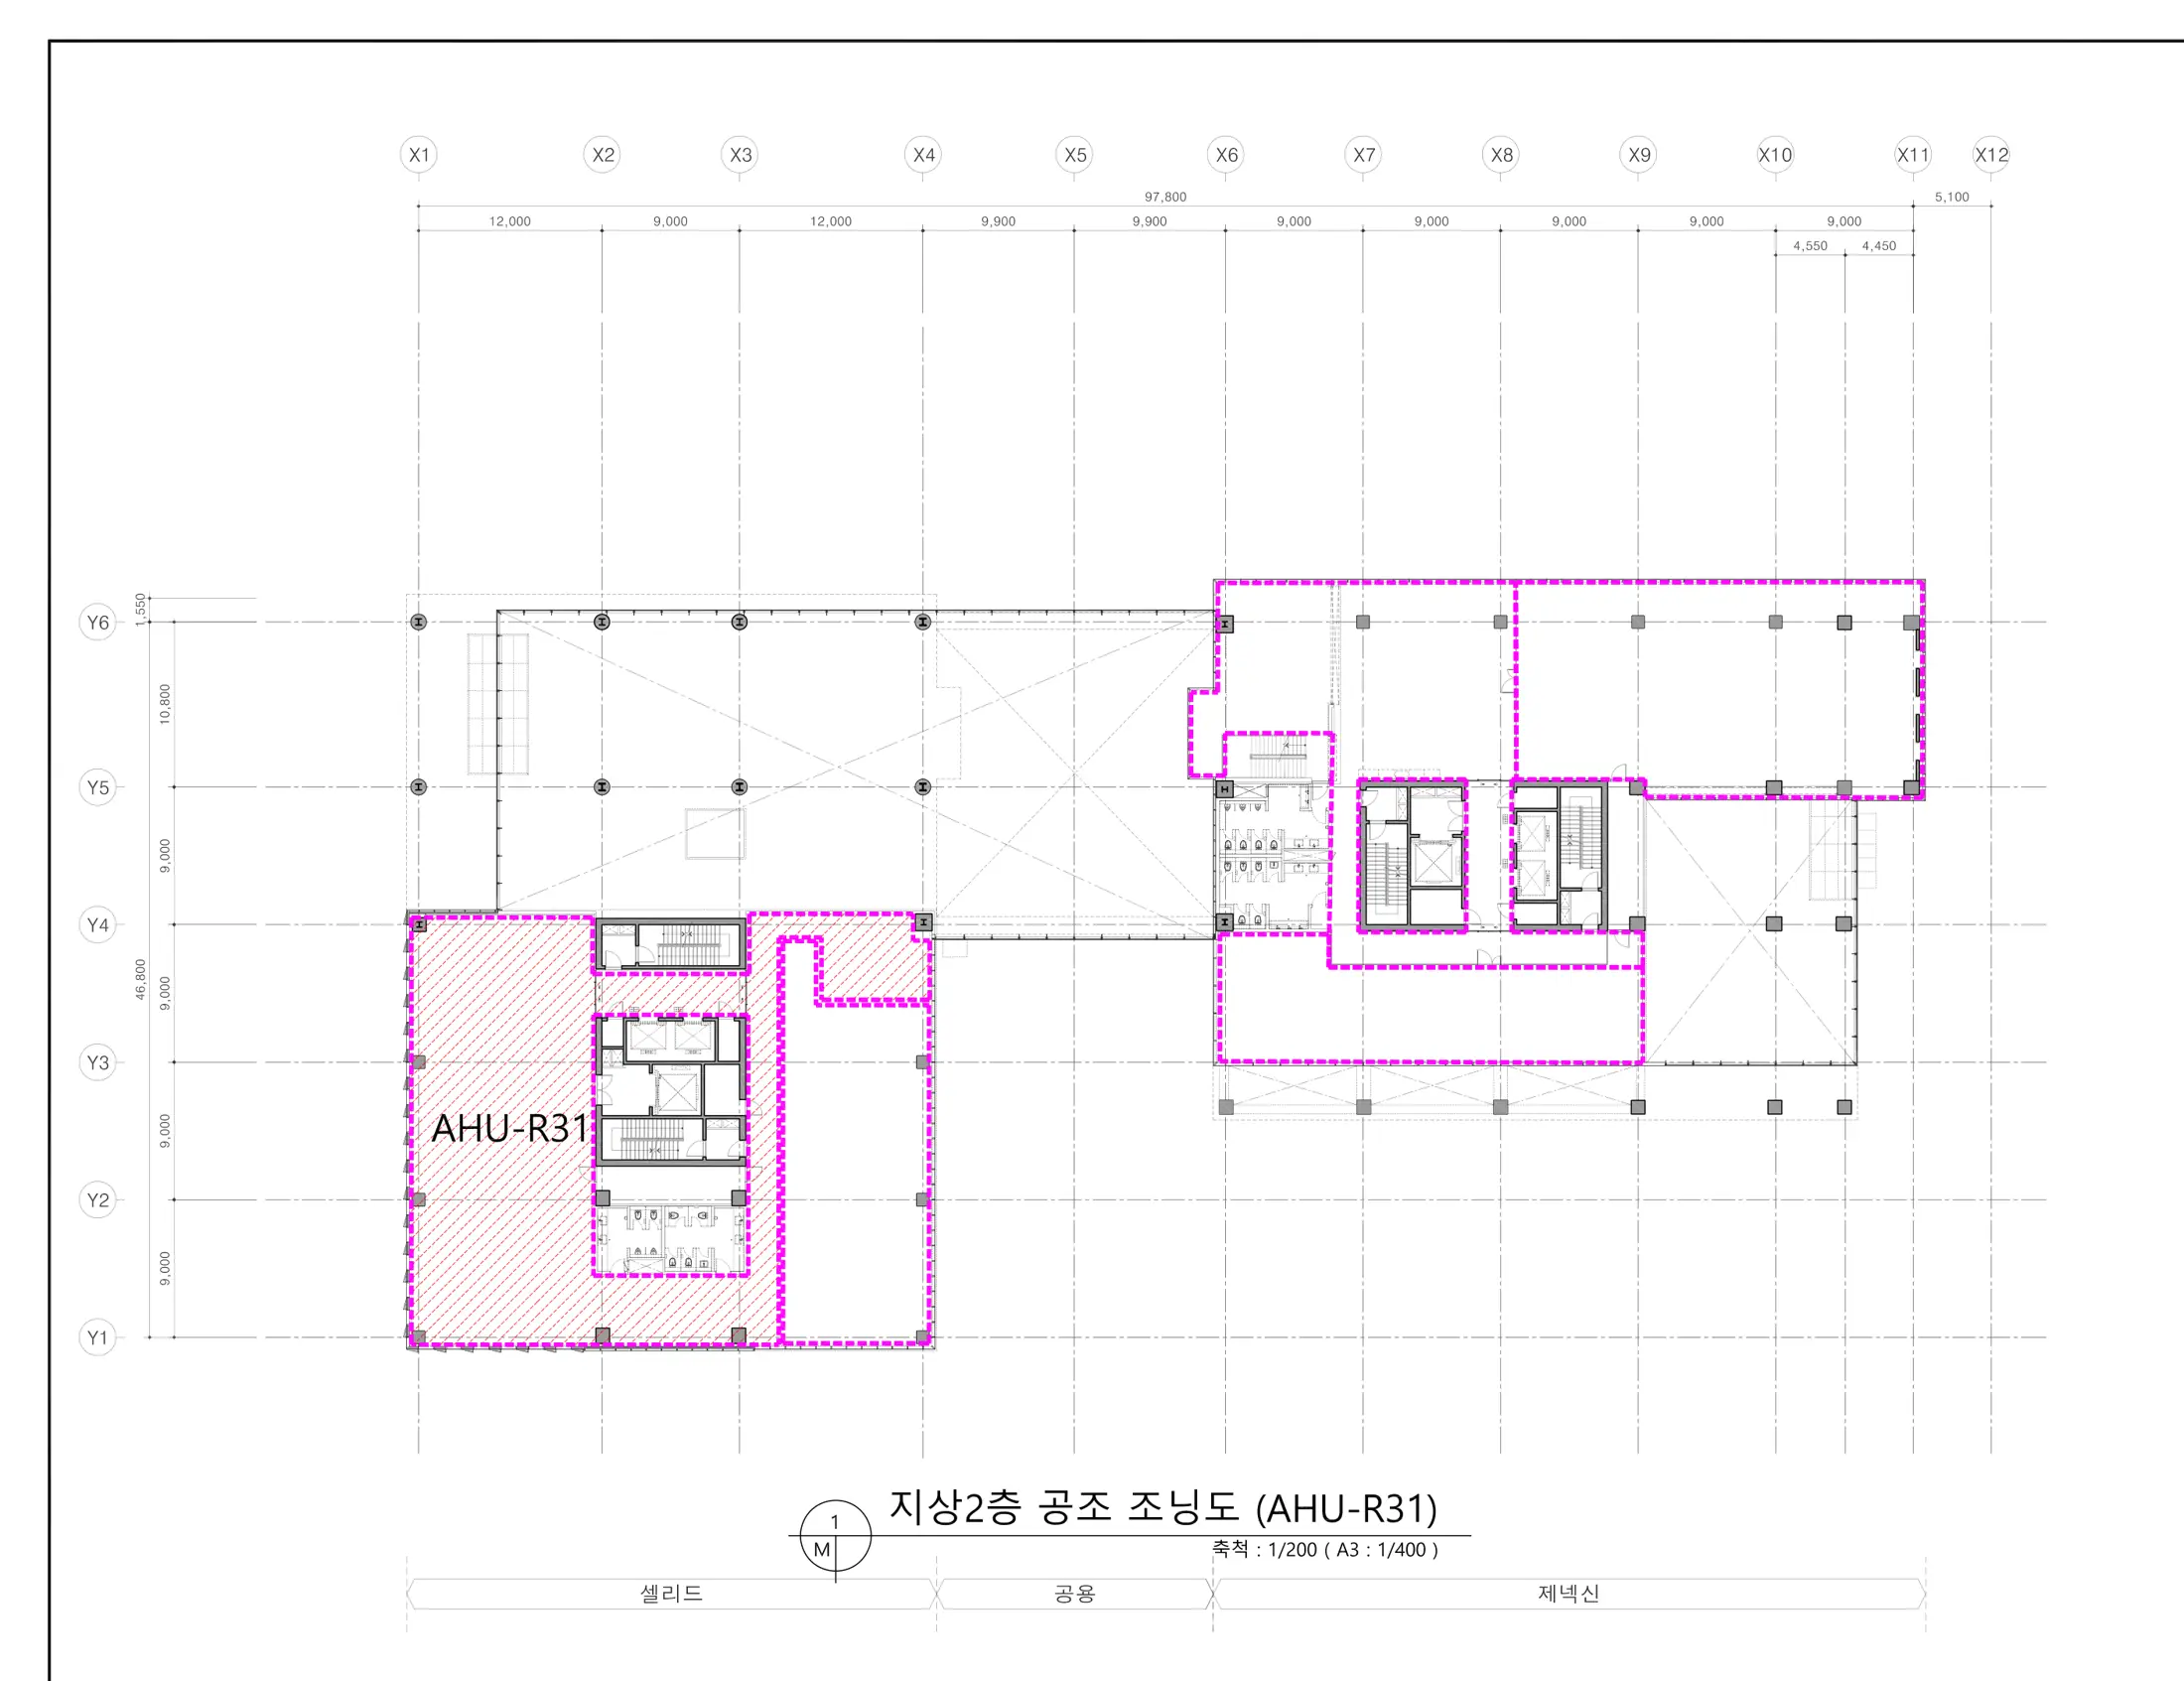 X1 X2 X3 X4 X5 X6 X7 X8 X9 X10 X11 X12
97,800 5,100
12,000 9,000 12,000 9,900 9,900 9,000 9,000 9,000 9,000 9,000
4,550 4,450
1,550
Y6
10,800
Y5
9,000
Y4
46,800
9,000
Y3
AHU-R31
9,000
Y2
9,000
Y1
1
M
지상2층 공조 조닝도 (AHU-R31)
축척 : 1/200 ( A3 : 1/400 )
셀리드 공용 제넥신